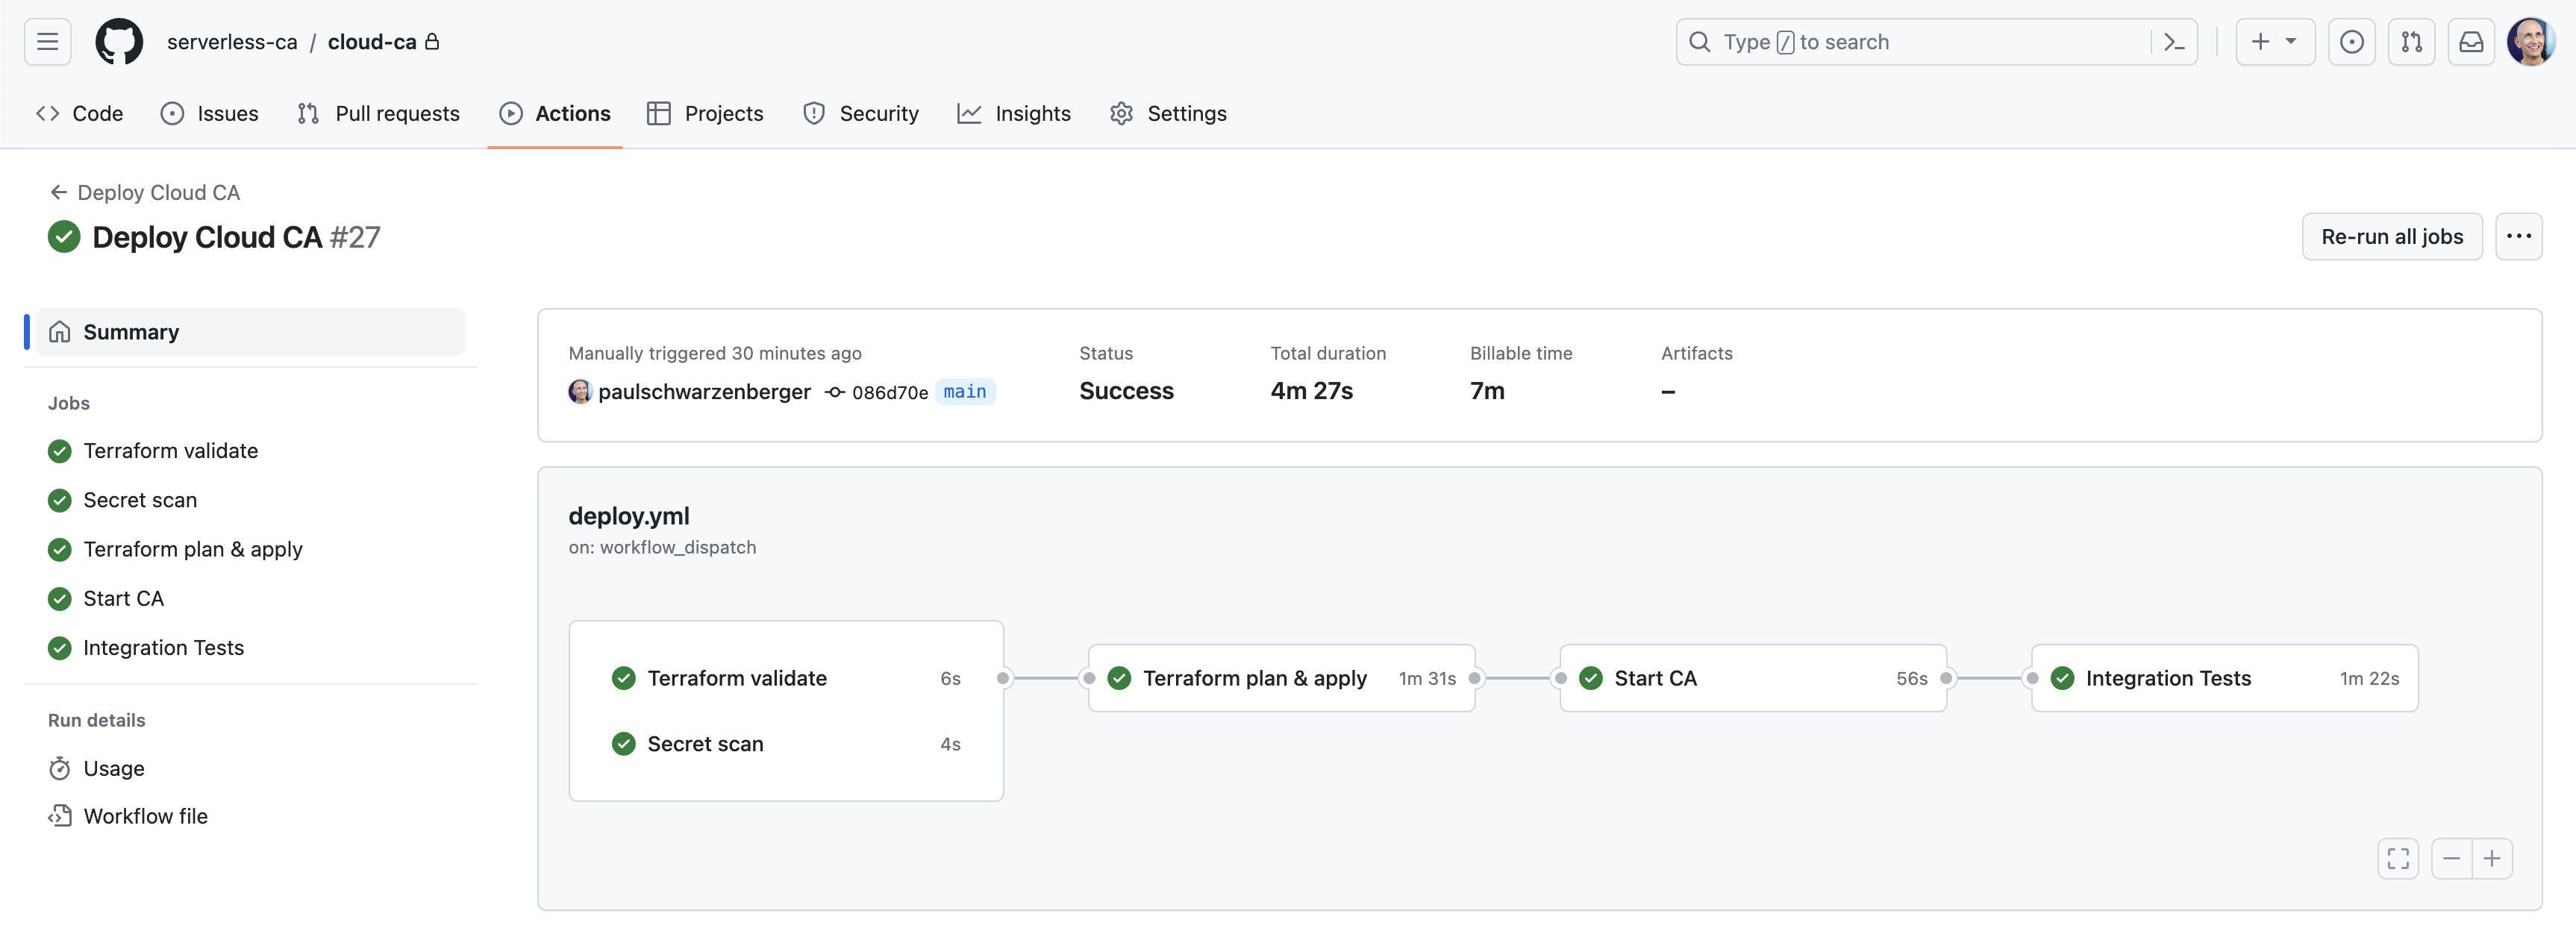 serverless-ca / cloud-ca
Type / to search
Code Issues Pull requests Actions Projects Security Insights Settings
Deploy Cloud CA
Deploy Cloud CA #27
Re-run all jobs
Summary
Jobs
Terraform validate
Secret scan
Terraform plan & apply
Start CA
Integration Tests
Run details
Usage
Workflow file
Manually triggered 30 minutes ago
paulschwarzenberger 086d70e main
Status
Success
Total duration
4m 27s
Billable time
7m
Artifacts
–
deploy.yml
on: workflow_dispatch
Terraform validate 6s
Secret scan 4s
Terraform plan & apply 1m 31s
Start CA 56s
Integration Tests 1m 22s